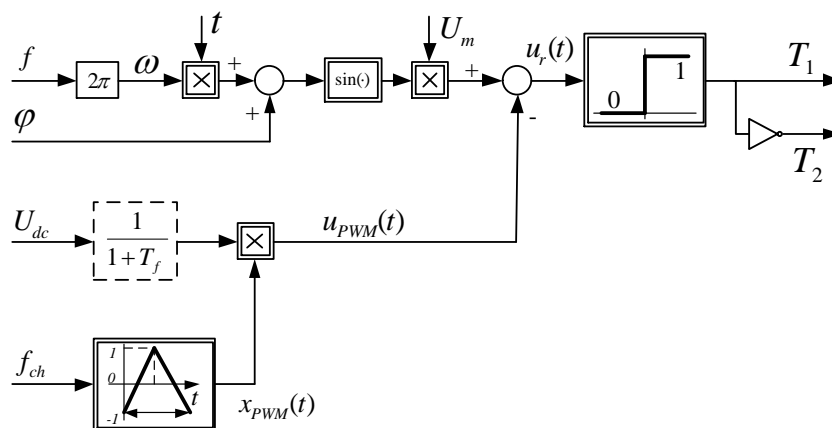 t
U_m
f
2π
ω
×
+
+
sin(·)
×
+
-
u_r(t)
0
1
T_1
T_2
φ
U_dc
1
1+T_f
×
u_PWM(t)
f_ch
1
0
-1
t
x_PWM(t)